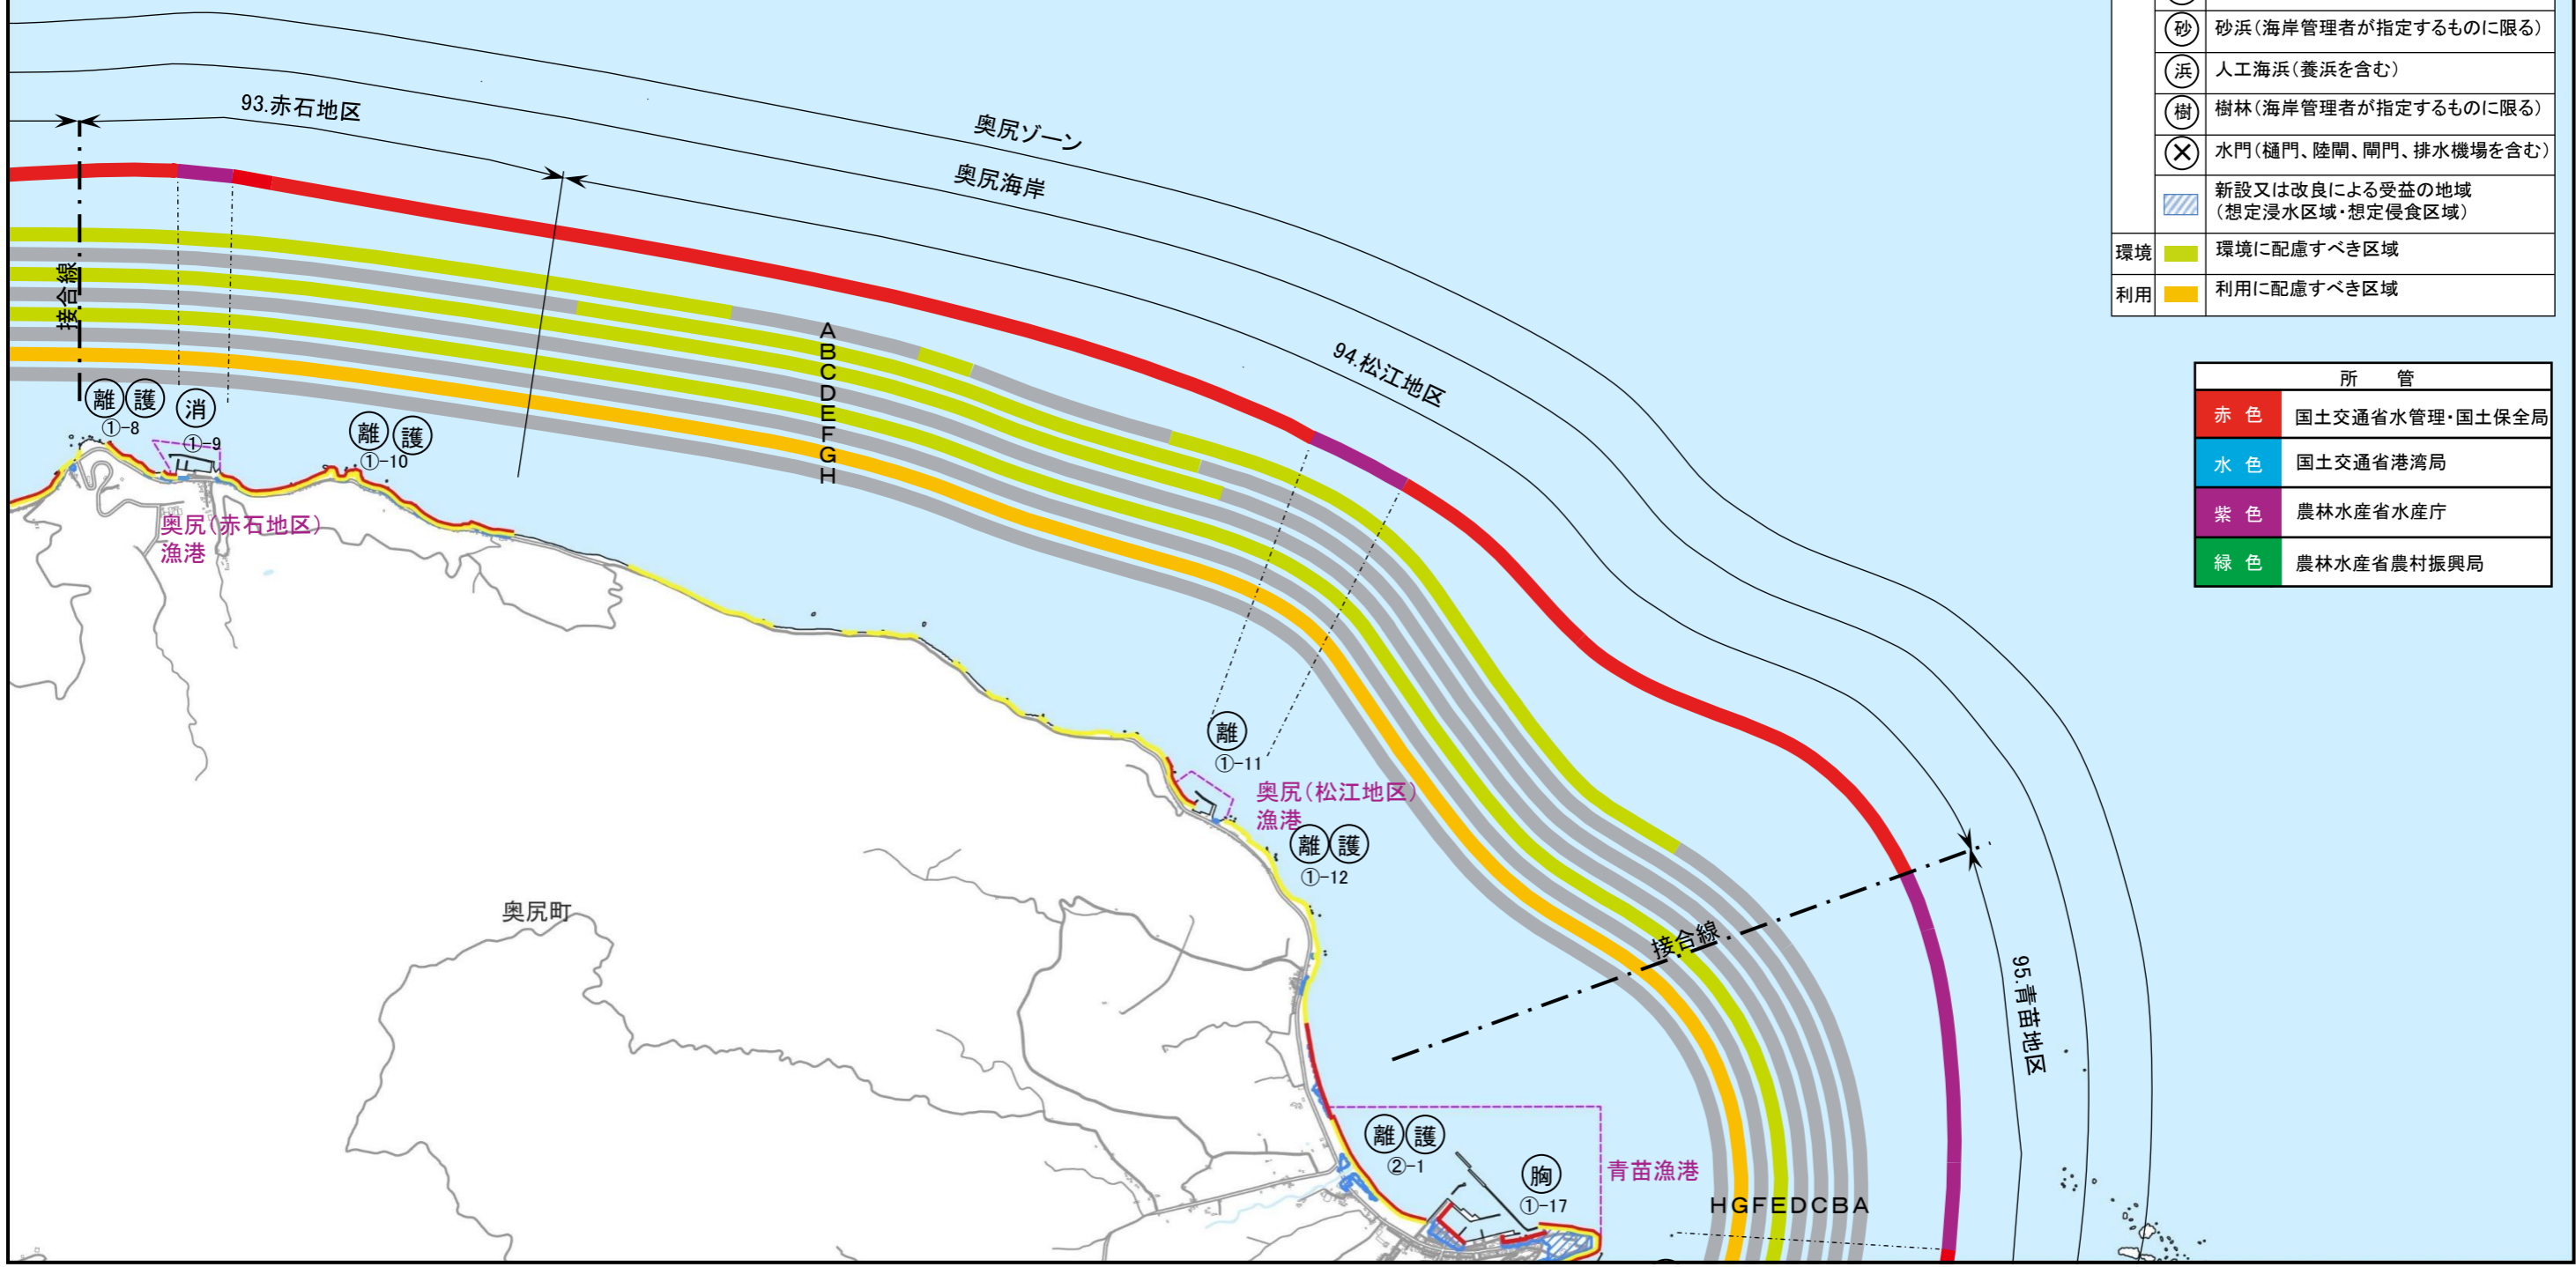 砂 砂浜(海岸管理者が指定するものに限る)
浜 人工海浜(養浜を含む)
樹 樹林(海岸管理者が指定するものに限る)
水門(樋門、陸閘、閘門、排水機場を含む)
新設又は改良による受益の地域
(想定浸水区域・想定侵食区域)
環境 環境に配慮すべき区域
利用 利用に配慮すべき区域
所 管
赤 色 国土交通省水管理・国土保全局
水 色 国土交通省港湾局
紫 色 農林水産省水産庁
緑 色 農林水産省農村振興局
93.赤石地区
奥尻ゾーン
奥尻海岸
94.松江地区
接合線
A
B
C
D
E
F
G
H
離 護
①-8
消
①-9
離 護
①-10
奥尻(赤石地区)
漁港
離
①-11
奥尻(松江地区)
漁港
離 護
①-12
奥尻町
接合線
95.青苗地区
離 護
②-1
胸
①-17
青苗漁港
HGFEDCBA